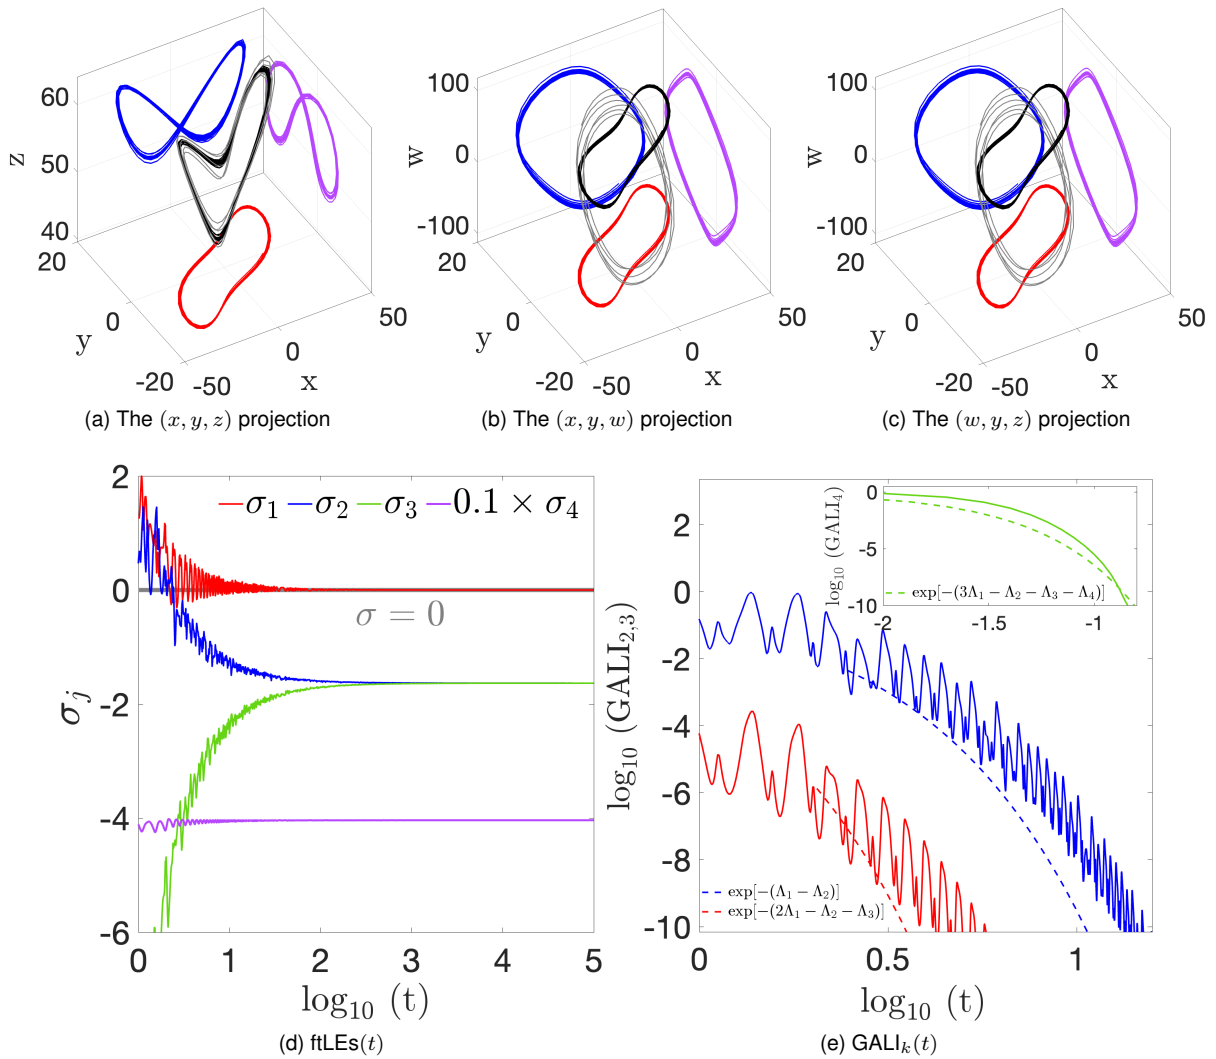 z
60
50
40
20
0
-20
y
-50
0
50
x
(a) The (x, y, z) projection
w
100
0
-100
20
0
-20
y
-50
0
50
x
(b) The (x, y, w) projection
w
100
0
-100
20
0
-20
y
-50
0
50
x
(c) The (w, y, z) projection
σ₁ σ₂ σ₃ 0.1 × σ₄
σ = 0
σⱼ
2
0
-2
-4
-6
0 1 2 3 4 5
log₁₀ (t)
(d) ftLEs(t)
log₁₀ (GALI₂,₃)
2
0
-2
-4
-6
-8
-10
0 0.5 1
log₁₀ (t)
exp[-(Λ₁ − Λ₂)]
exp[-(2Λ₁ − Λ₂ − Λ₃)]
log₁₀ (GALI₄)
0
-5
-10
-2 -1.5 -1
exp[-(3Λ₁ − Λ₂ − Λ₃ − Λ₄)]
(e) GALIₖ(t)